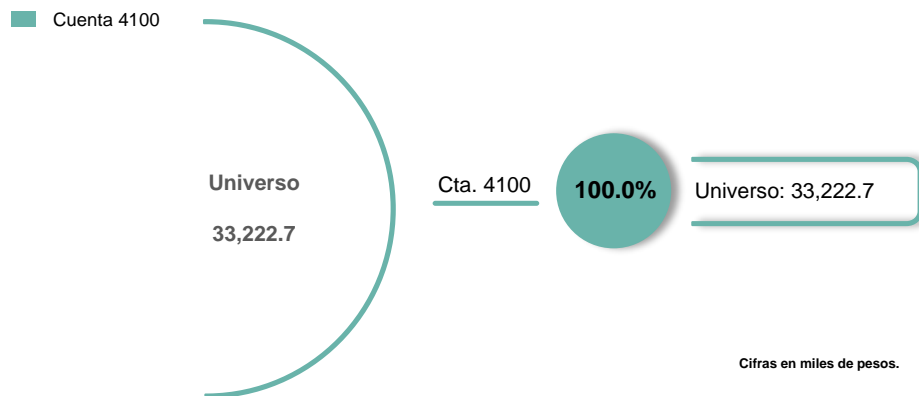 Cuenta 4100
Universo
33,222.7
Cta. 4100
100.0%
Universo: 33,222.7
Cifras en miles de pesos.